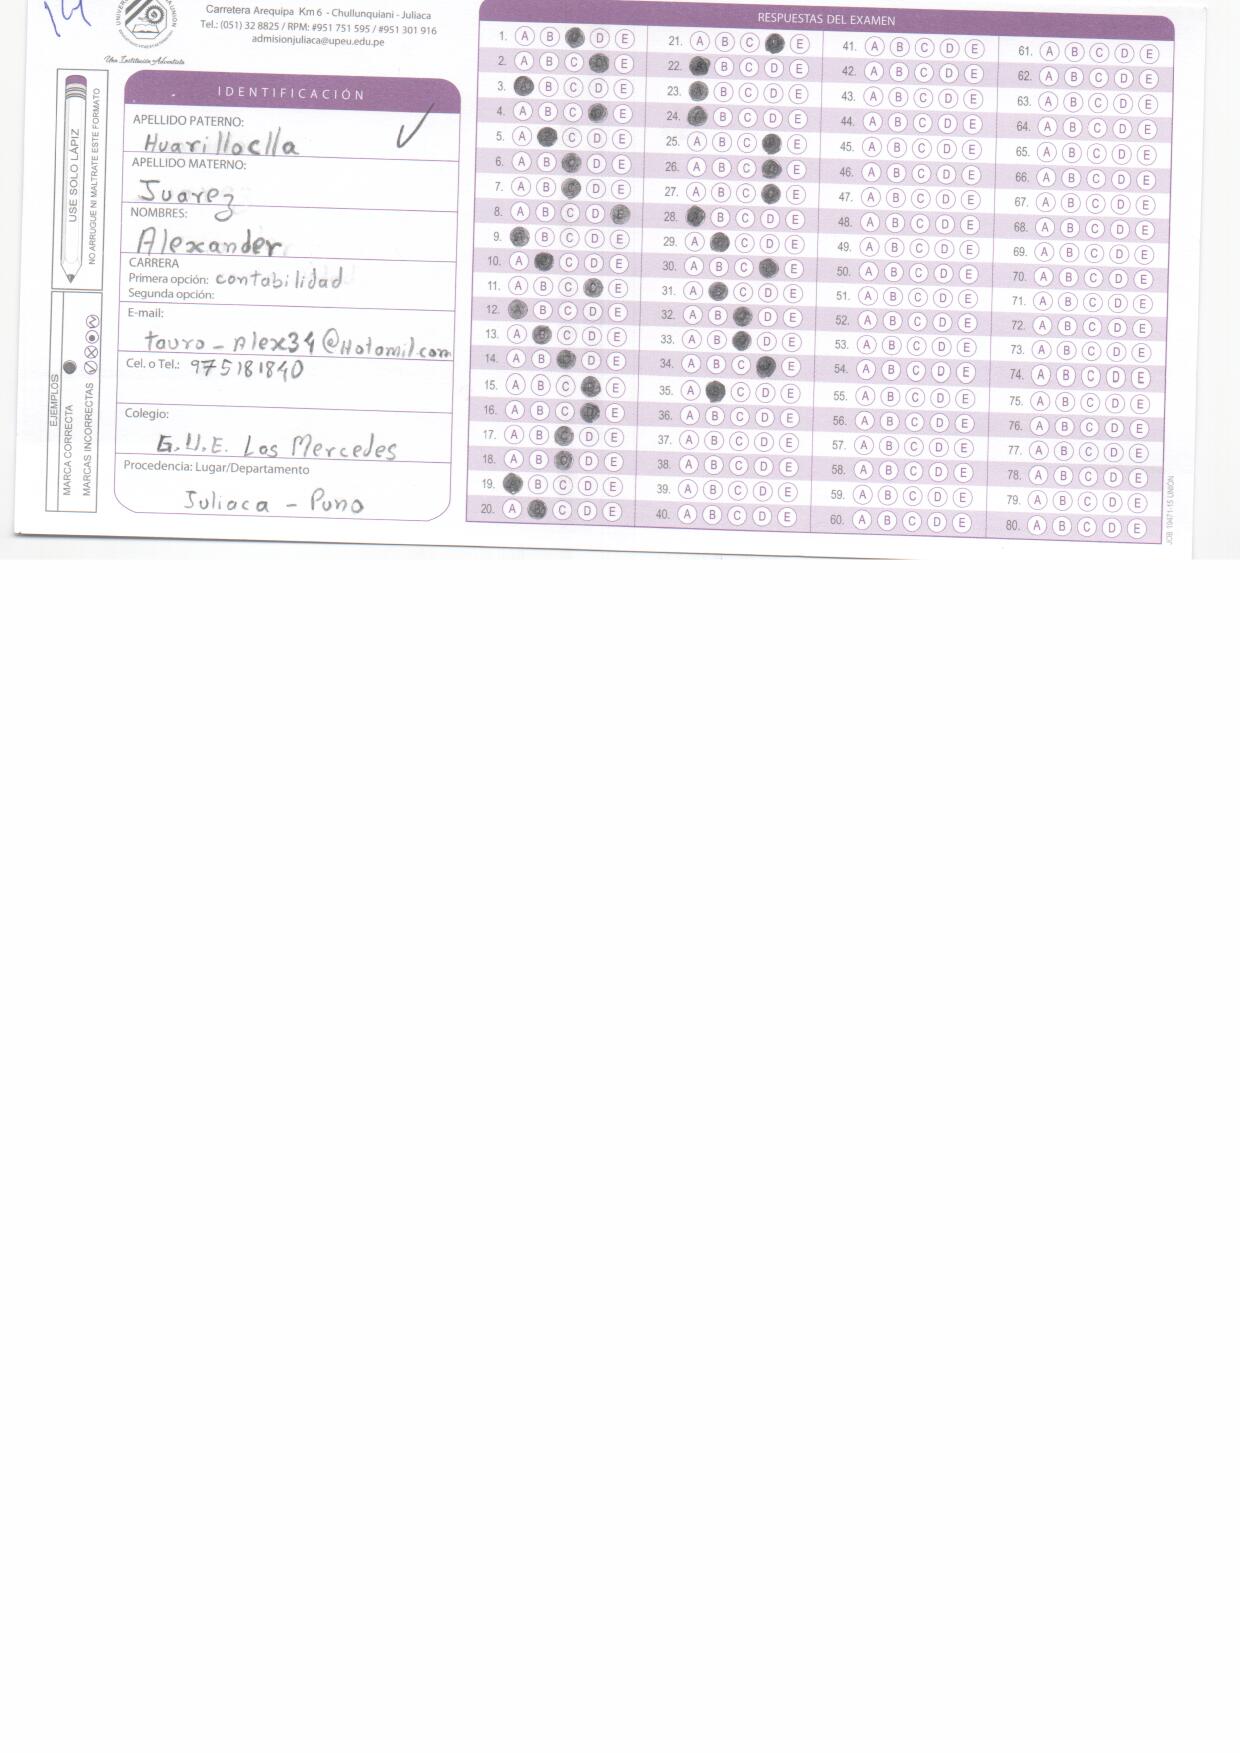 14
Carretera Arequipa Km 6 - Chullunquiani - Juliaca
Tel.: (051) 32 8825 / RPM: #951 751 595 / #951 301 916
admisionjuliaca@upeu.edu.pe
Una Institución Adventista
USE SOLO LÁPIZ
NO ARRUGUE NI MALTRATE ESTE FORMATO
EJEMPLOS
MARCA CORRECTA
MARCAS INCORRECTAS
IDENTIFICACIÓN
APELLIDO PATERNO:
Huarilloclla
APELLIDO MATERNO:
Juarez
NOMBRES:
Alexander
CARRERA
Primera opción: contabilidad
Segunda opción:
E-mail:
tauro-Alex34@Hotomil.com
Cel. o Tel.: 975181840
Colegio:
G.U.E. Las Mercedes
Procedencia: Lugar/Departamento
Juliaca - Puno
RESPUESTAS DEL EXAMEN
1. A B D E
2. A B C E
3. B C D E
4. A B C E
5. A C D E
6. A B D E
7. A B C D E
8. A B C D E
9. B C D E
10. A C D E
11. A B C D E
12. B C D E
13. A C D E
14. A B D E
15. A B C E
16. A B C D E
17. A B C D E
18. A B C D E
19. B C D E
20. A C D E
21. A B C E
22. A B C D E
23. B C D E
24. B C D E
25. A B C E
26. A B C D E
27. A B C E
28. B C D E
29. A C D E
30. A B C E
31. A C D E
32. A B D E
33. A B D E
34. A B C E
35. A C D E
36. A B C D E
37. A B C D E
38. A B C D E
39. A B C D E
40. A B C D E
41. A B C D E
42. A B C D E
43. A B C D E
44. A B C D E
45. A B C D E
46. A B C D E
47. A B C D E
48. A B C D E
49. A B C D E
50. A B C D E
51. A B C D E
52. A B C D E
53. A B C D E
54. A B C D E
55. A B C D E
56. A B C D E
57. A B C D E
58. A B C D E
59. A B C D E
60. A B C D E
61. A B C D E
62. A B C D E
63. A B C D E
64. A B C D E
65. A B C D E
66. A B C D E
67. A B C D E
68. A B C D E
69. A B C D E
70. A B C D E
71. A B C D E
72. A B C D E
73. A B C D E
74. A B C D E
75. A B C D E
76. A B C D E
77. A B C D E
78. A B C D E
79. A B C D E
80. A B C D E
JOB 10471-15 UNIÓN